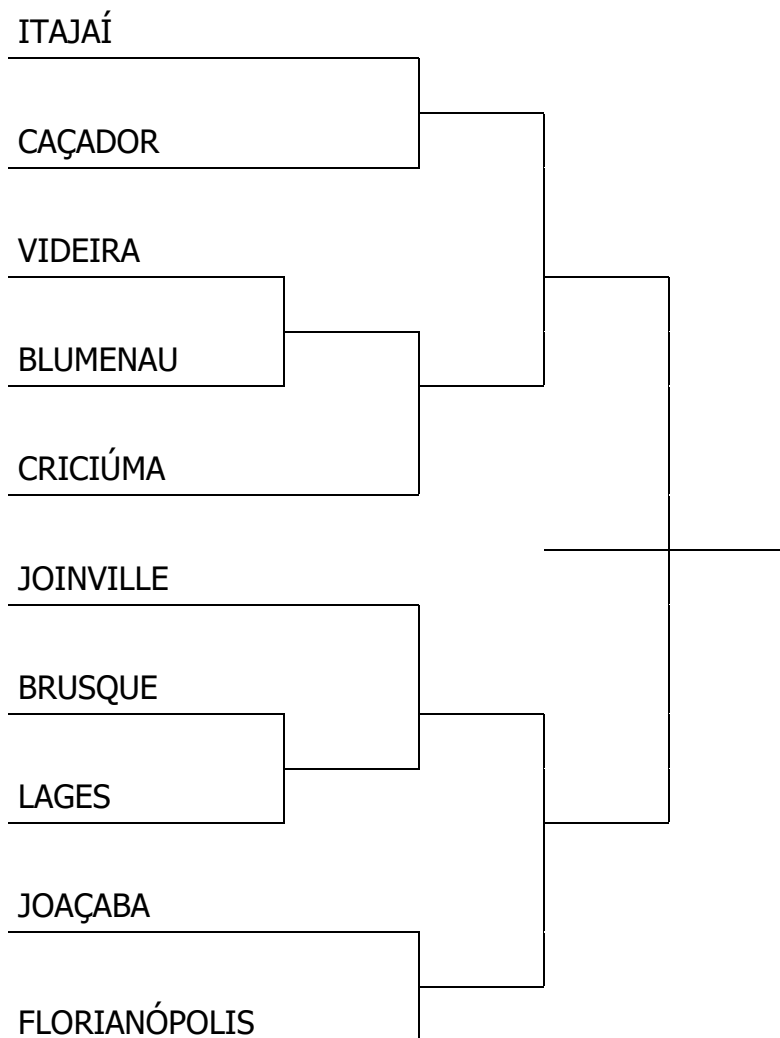 ITAJAÍ
CAÇADOR
VIDEIRA
BLUMENAU
CRICIÚMA
JOINVILLE
BRUSQUE
LAGES
JOAÇABA
FLORIANÓPOLIS